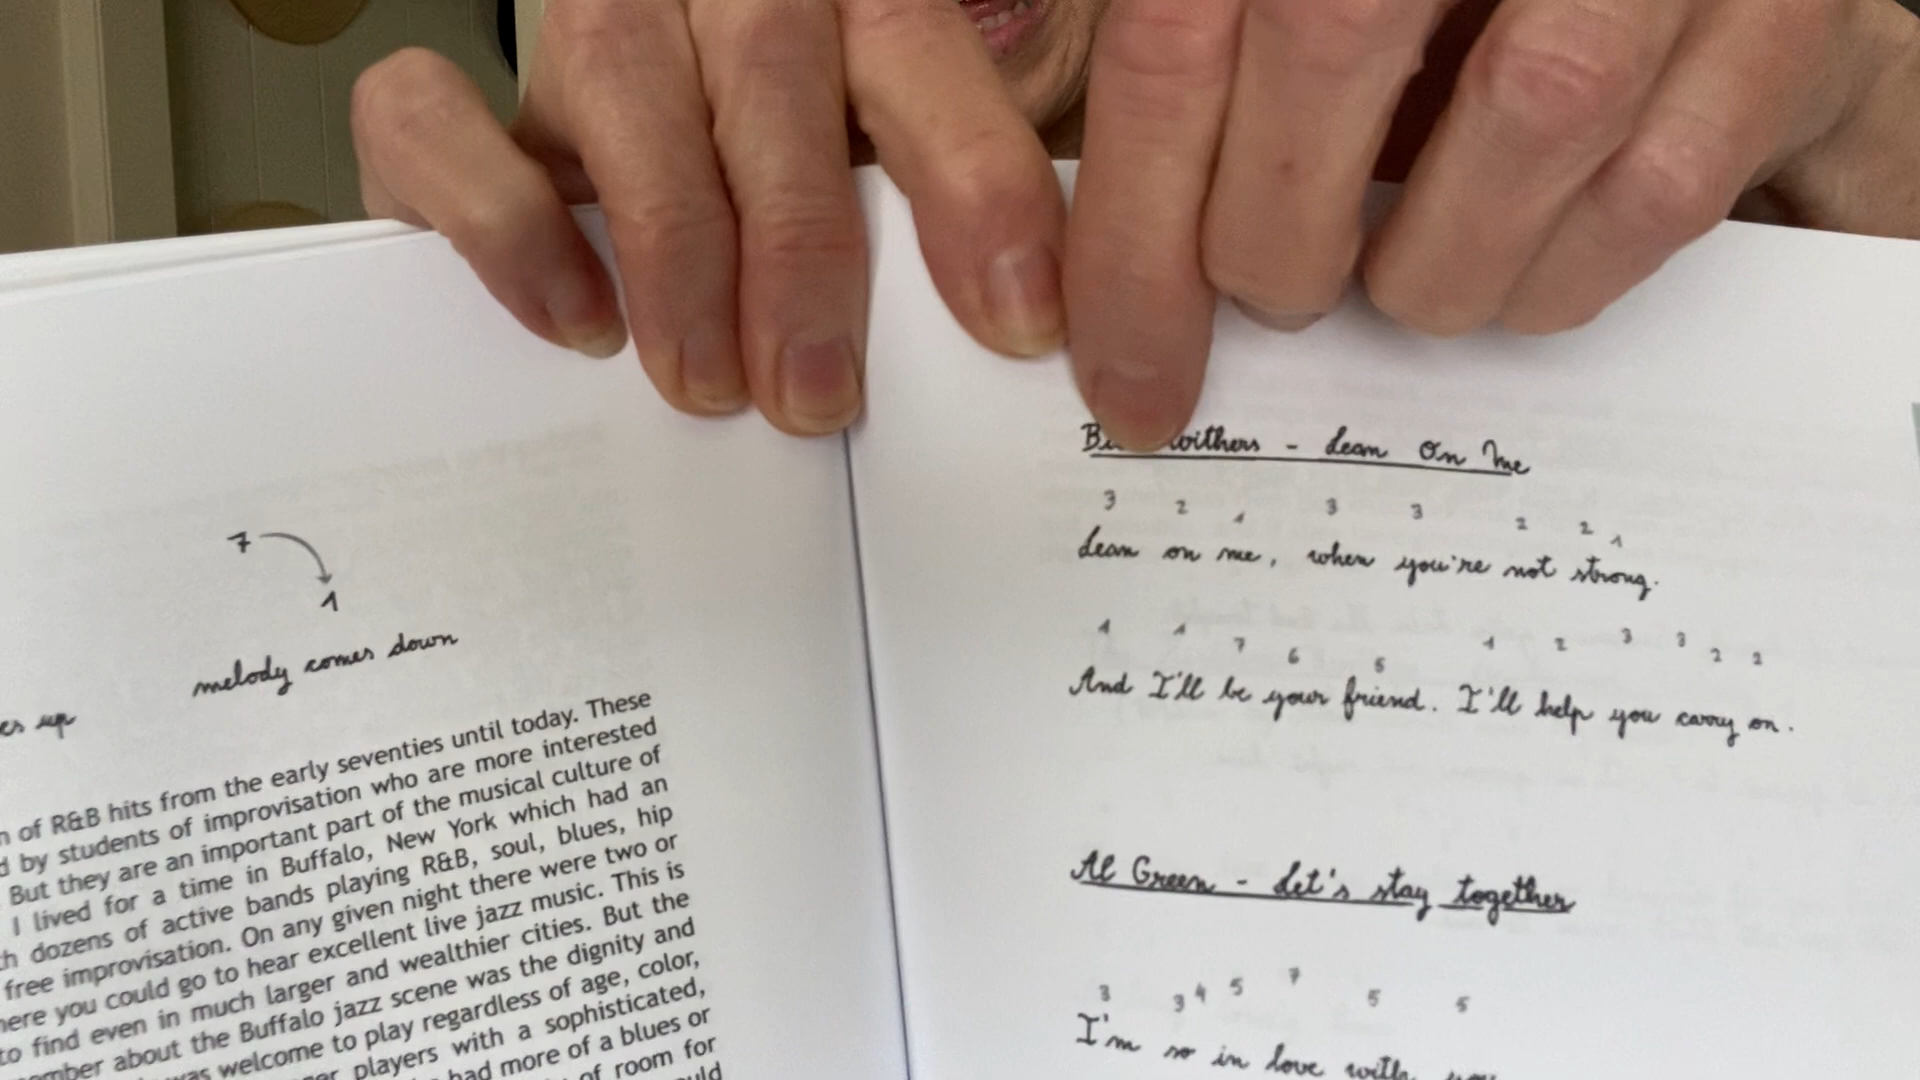 7
1
melody comes down
es up
n of R&B hits from the early seventies until today. These
d by students of improvisation who are more interested
But they are an important part of the musical culture of
I lived for a time in Buffalo, New York which had an
th dozens of active bands playing R&B, soul, blues, hip
free improvisation. On any given night there were two or
here you could go to hear excellent live jazz music. This is
to find even in much larger and wealthier cities. But the
ember about the Buffalo jazz scene was the dignity and
was welcome to play regardless of age, color,
players with a sophisticated,
had more of a blues or
of room for
Withers - Lean On Me
3 2 1 3 3 2 2 1
Lean on me, when you're not strong.
1 1 7 6 5 1 2 3 3 2 2
And I'll be your friend. I'll help you carry on.
Al Green - Let's stay together
3 3 4 5 7 5 5
I'm so in love with you